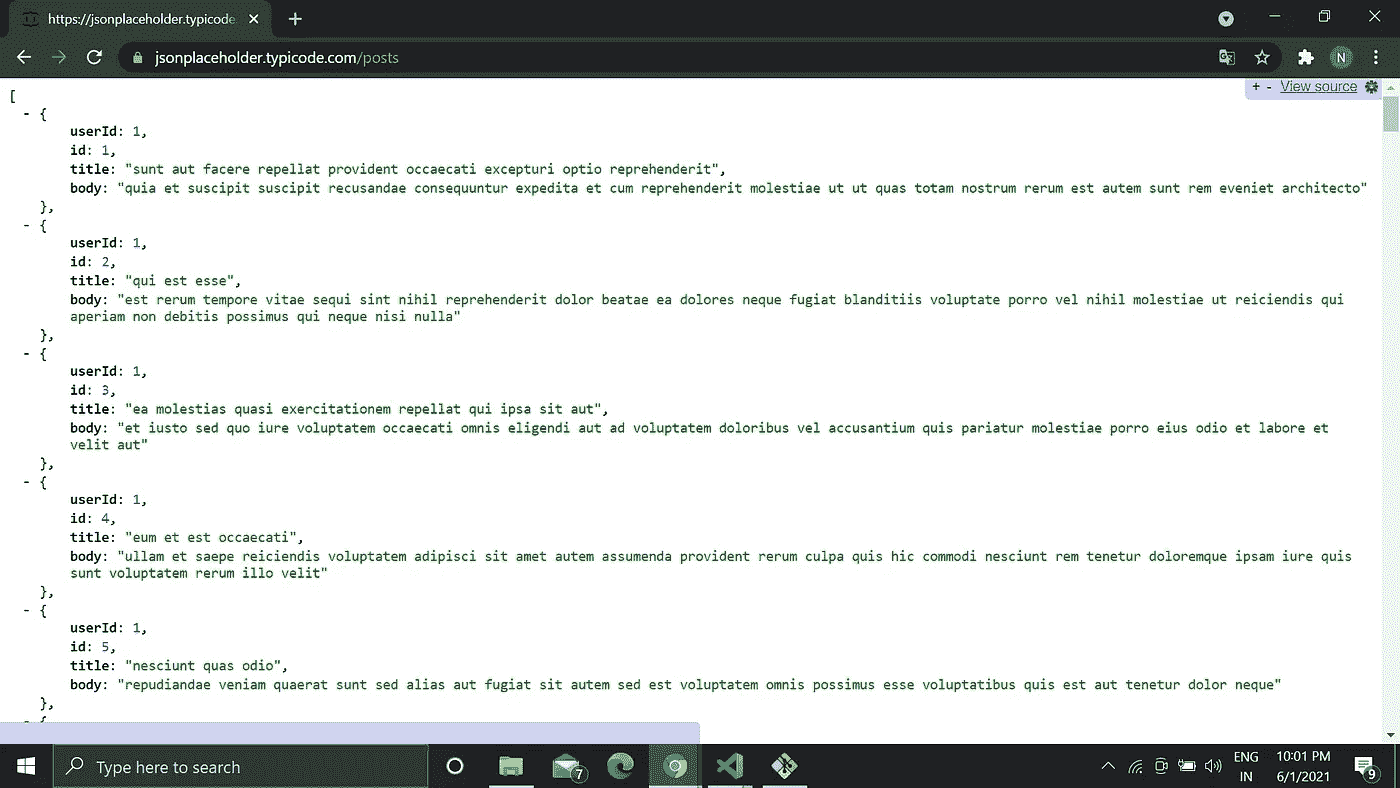 https://jsonplaceholder.typicode
jsonplaceholder.typicode.com/posts
N
+ - View source
[
- {
userId: 1,
id: 1,
title: "sunt aut facere repellat provident occaecati excepturi optio reprehenderit",
body: "quia et suscipit suscipit recusandae consequuntur expedita et cum reprehenderit molestiae ut ut quas totam nostrum rerum est autem sunt rem eveniet architecto"
},
- {
userId: 1,
id: 2,
title: "qui est esse",
body: "est rerum tempore vitae sequi sint nihil reprehenderit dolor beatae ea dolores neque fugiat blanditiis voluptate porro vel nihil molestiae ut reiciendis qui
aperiam non debitis possimus qui neque nisi nulla"
},
- {
userId: 1,
id: 3,
title: "ea molestias quasi exercitationem repellat qui ipsa sit aut",
body: "et iusto sed quo iure voluptatem occaecati omnis eligendi aut ad voluptatem doloribus vel accusantium quis pariatur molestiae porro eius odio et labore et
velit aut"
},
- {
userId: 1,
id: 4,
title: "eum et est occaecati",
body: "ullam et saepe reiciendis voluptatem adipisci sit amet autem assumenda provident rerum culpa quis hic commodi nesciunt rem tenetur doloremque ipsam iure quis
sunt voluptatem rerum illo velit"
},
- {
userId: 1,
id: 5,
title: "nesciunt quas odio",
body: "repudiandae veniam quaerat sunt sed alias aut fugiat sit autem sed est voluptatem omnis possimus esse voluptatibus quis est aut tenetur dolor neque"
},
- {
Type here to search
7
ENG
IN
10:01 PM
6/1/2021
9